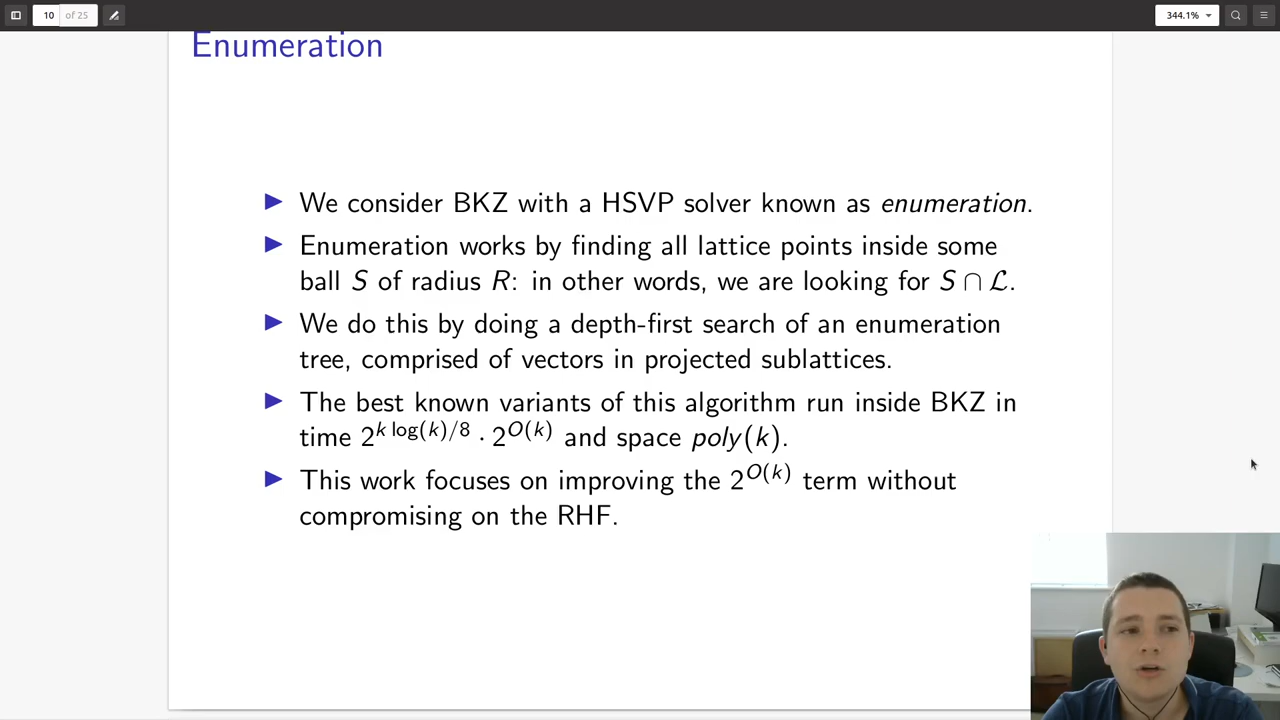 10 of 25
344.1%
Enumeration
We consider BKZ with a HSVP solver known as enumeration.
Enumeration works by finding all lattice points inside some
ball S of radius R: in other words, we are looking for S ∩ ℒ.
We do this by doing a depth-first search of an enumeration
tree, comprised of vectors in projected sublattices.
The best known variants of this algorithm run inside BKZ in
time 2^{k log(k)/8} · 2^{O(k)} and space poly(k).
This work focuses on improving the 2^{O(k)} term without
compromising on the RHF.